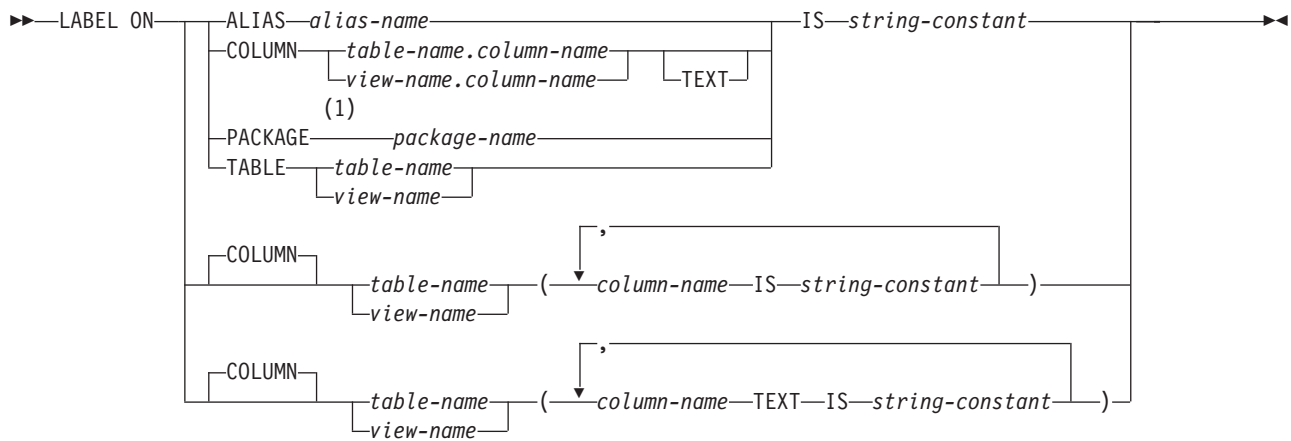 LABEL ON ALIAS alias-name IS string-constant
COLUMN table-name.column-name
view-name.column-name TEXT
(1)
PACKAGE package-name
TABLE table-name
view-name
,
COLUMN
table-name ( column-name IS string-constant )
view-name
,
COLUMN
table-name ( column-name TEXT IS string-constant )
view-name